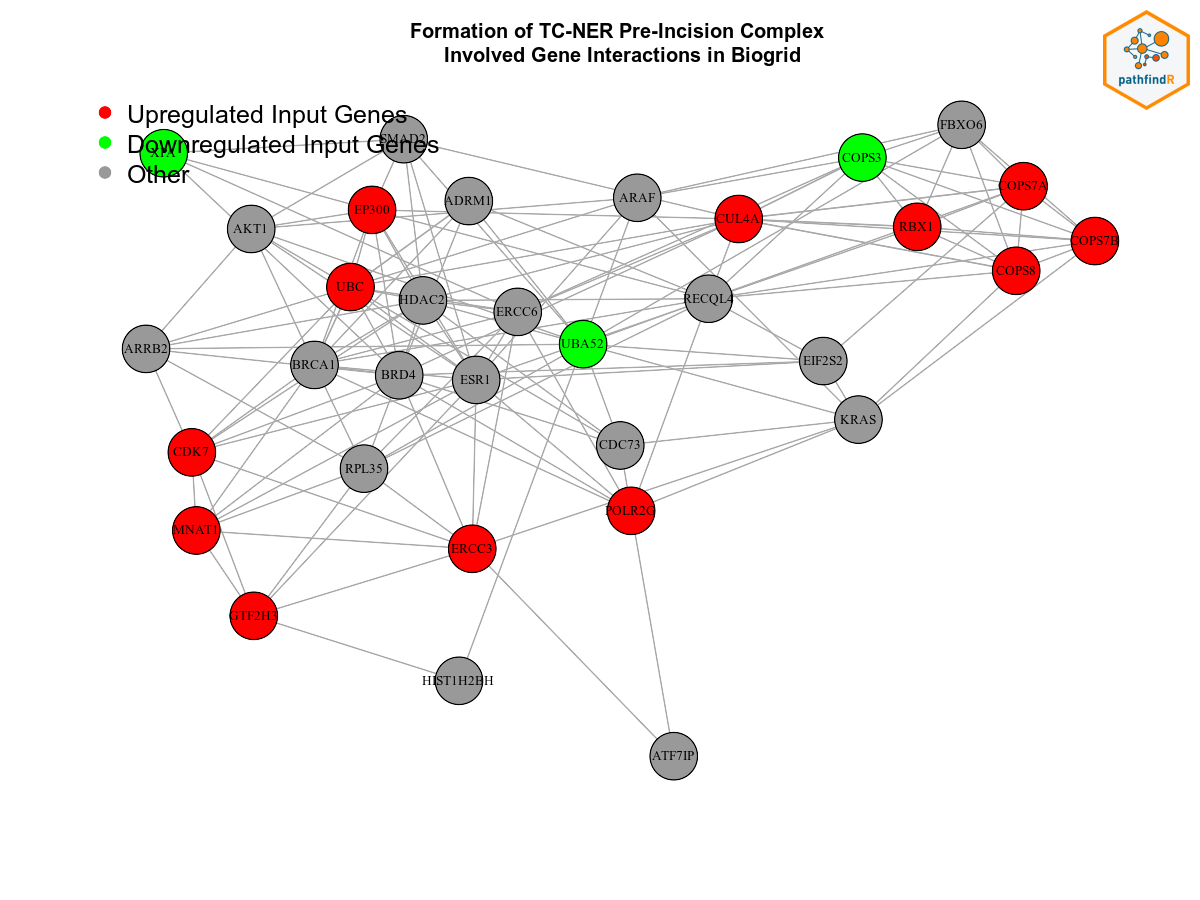 Formation of TC-NER Pre-Incision Complex
Involved Gene Interactions in Biogrid
pathfindR
Upregulated Input Genes
Downregulated Input Genes
Other
XPA
SMAD2
FBXO6
COPS3
COPS7A
EP300
ADRM1
ARAF
CUL4A
RBX1
AKT1
COPS7B
COPS8
UBC
HDAC2
ERCC6
RECQL4
UBA52
ARRB2
BRCA1
BRD4
ESR1
EIF2S2
KRAS
CDK7
RPL35
CDC73
POLR2G
MNAT1
ERCC3
GTF2H3
HIST1H2BH
ATF7IP